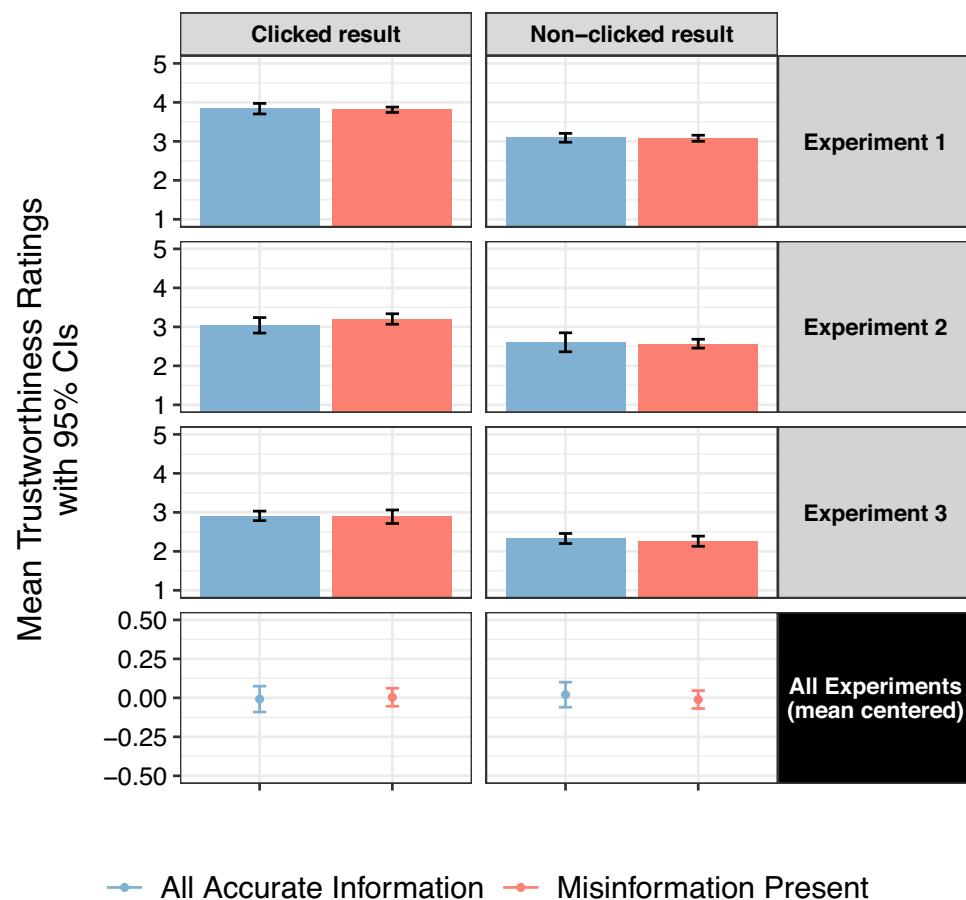 Clicked result
Non−clicked result
Mean Trustworthiness Ratings
with 95% CIs
5
4
3
2
1
Experiment 1
5
4
3
2
1
Experiment 2
5
4
3
2
1
Experiment 3
0.50
0.25
0.00
−0.25
−0.50
All Experiments
(mean centered)
All Accurate Information
Misinformation Present